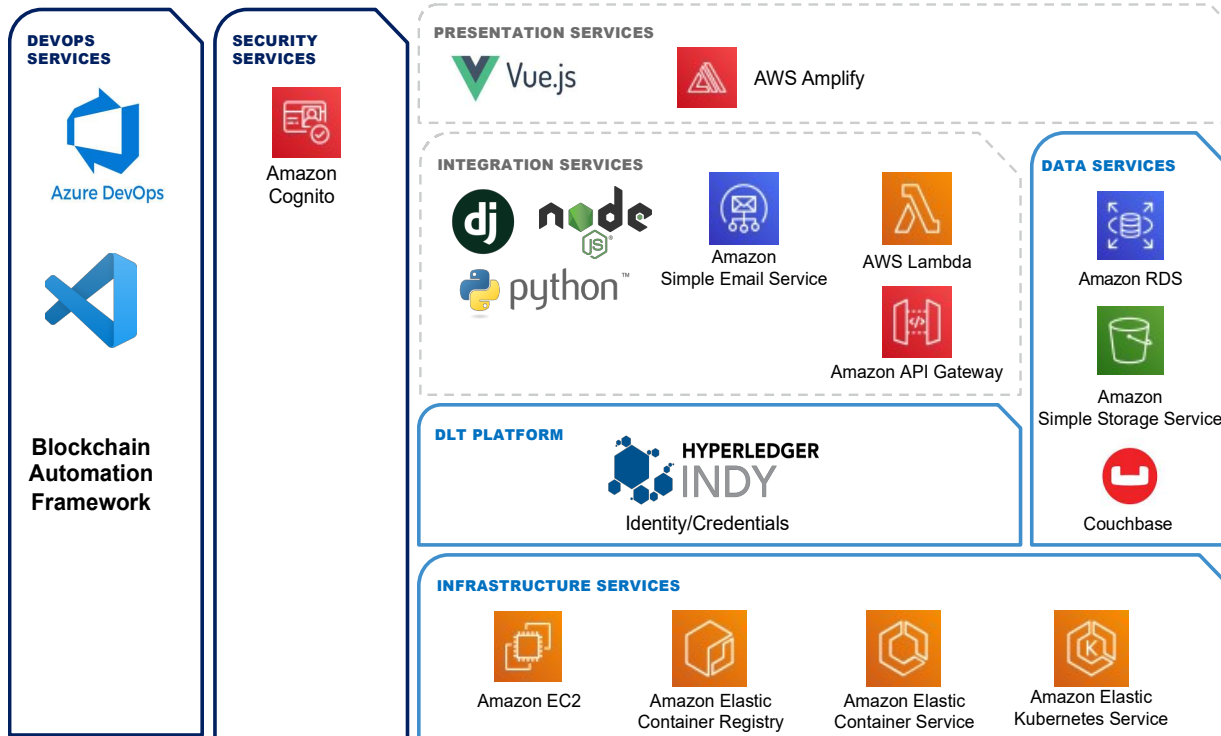 DEVOPS
SERVICES
Azure DevOps
Blockchain
Automation
Framework
SECURITY
SERVICES
Amazon
Cognito
PRESENTATION SERVICES
Vue.js
AWS Amplify
INTEGRATION SERVICES
dj
node
JS®
python™
Amazon
Simple Email Service
AWS Lambda
Amazon API Gateway
DATA SERVICES
Amazon RDS
Amazon
Simple Storage Service
Couchbase
DLT PLATFORM
HYPERLEDGER
INDY
Identity/Credentials
INFRASTRUCTURE SERVICES
Amazon EC2
Amazon Elastic
Container Registry
Amazon Elastic
Container Service
K
Amazon Elastic
Kubernetes Service